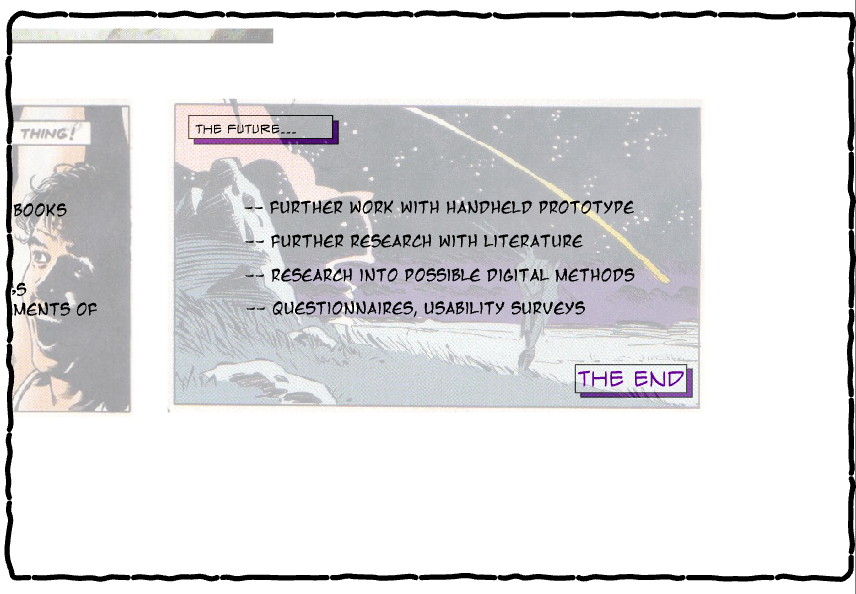 THING!
BOOKS
MENTS OF
THE FUTURE...
-- FURTHER WORK WITH HANDHELD PROTOTYPE
-- FURTHER RESEARCH WITH LITERATURE
-- RESEARCH INTO POSSIBLE DIGITAL METHODS
-- QUESTIONNAIRES, USABILITY SURVEYS
THE END